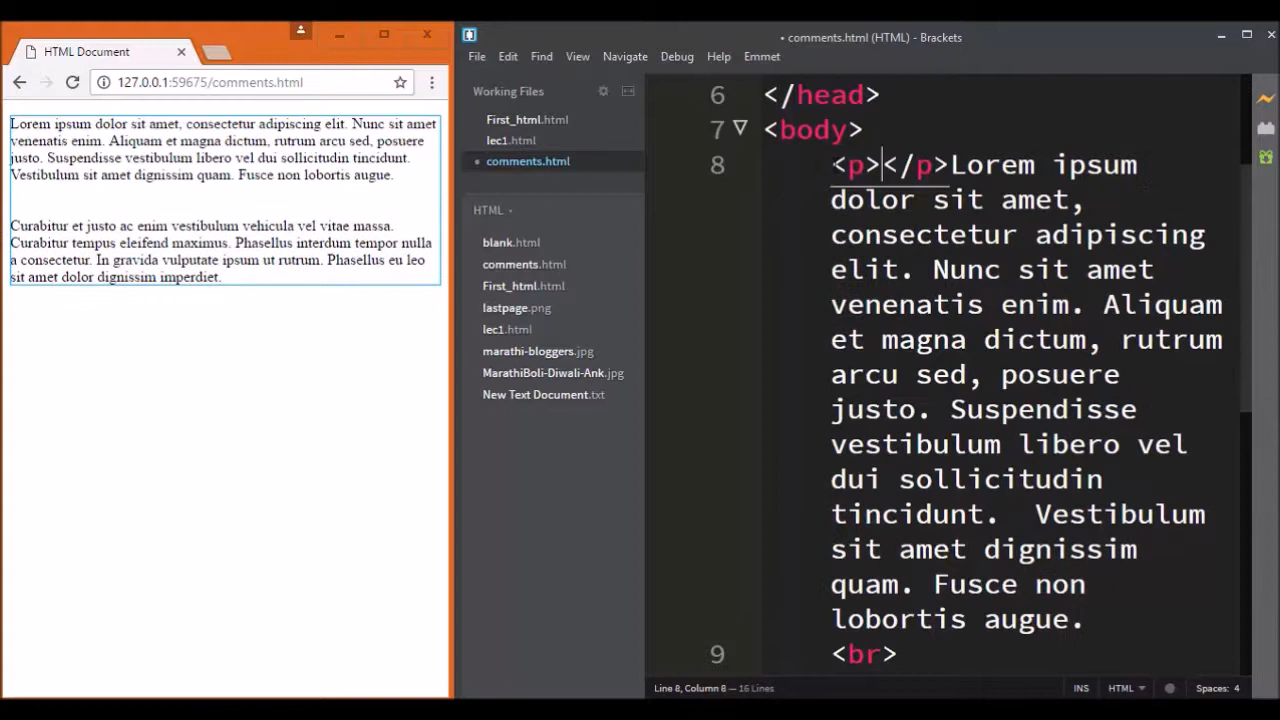 HTML Document
127.0.0.1:59675/comments.html
Lorem ipsum dolor sit amet, consectetur adipiscing elit. Nunc sit amet
venenatis enim. Aliquam et magna dictum, rutrum arcu sed, posuere
justo. Suspendisse vestibulum libero vel dui sollicitudin tincidunt.
Vestibulum sit amet dignissim quam. Fusce non lobortis augue.
Curabitur et justo ac enim vestibulum vehicula vel vitae massa.
Curabitur tempus eleifend maximus. Phasellus interdum tempor nulla
a consectetur. In gravida vulputate ipsum ut rutrum. Phasellus eu leo
sit amet dolor dignissim imperdiet.
• comments.html (HTML) - Brackets
File Edit Find View Navigate Debug Help Emmet
Working Files
First_html.html
lec1.html
comments.html
HTML
blank.html
comments.html
First_html.html
lastpage.png
lec1.html
marathi-bloggers.jpg
MarathiBoli-Diwali-Ank.jpg
New Text Document.txt
6 </head>
7 <body>
8 <p></p>Lorem ipsum
dolor sit amet,
consectetur adipiscing
elit. Nunc sit amet
venenatis enim. Aliquam
et magna dictum, rutrum
arcu sed, posuere
justo. Suspendisse
vestibulum libero vel
dui sollicitudin
tincidunt.  Vestibulum
sit amet dignissim
quam. Fusce non
lobortis augue.
9 <br>
Line 8, Column 8 — 16 Lines
INS HTML Spaces: 4